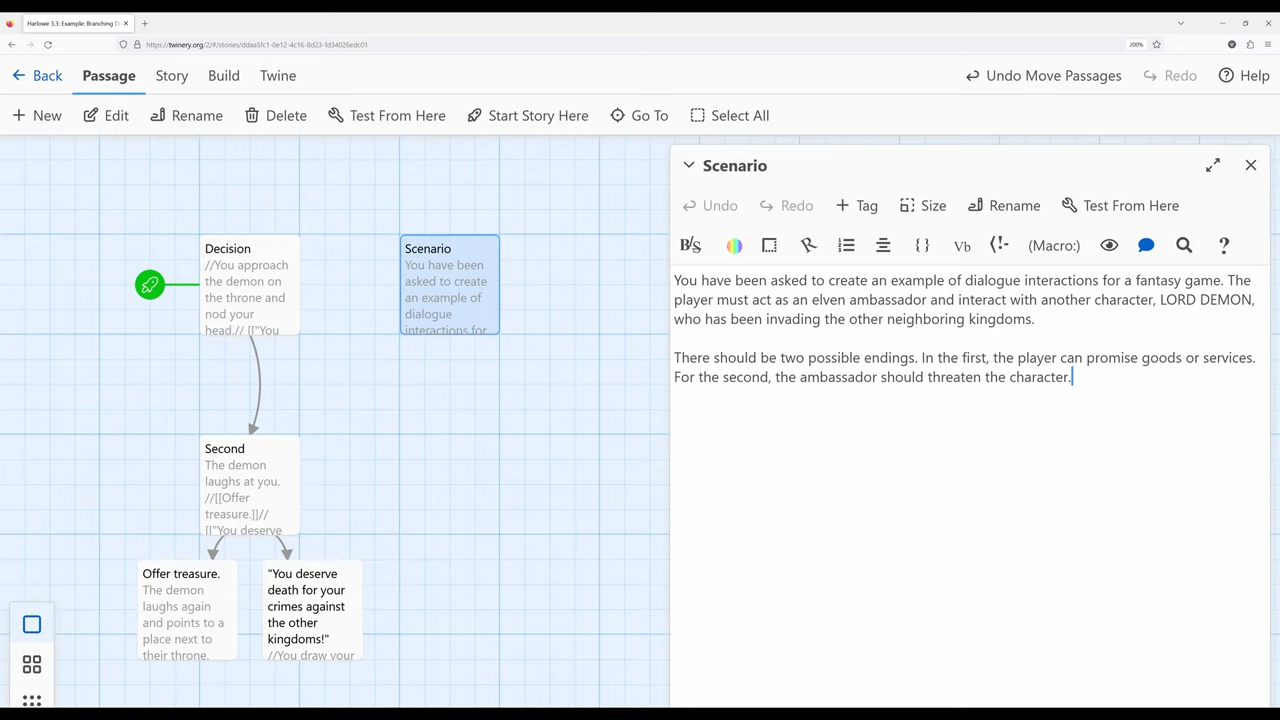 Harlowe 3.3: Example: Branching D
https://twinery.org/2/#/stories/ddaa5fc1-0e12-4c16-8d23-fd34026edc01
200%
Back
Passage
Story
Build
Twine
Undo Move Passages
Redo
Help
New
Edit
Rename
Delete
Test From Here
Start Story Here
Go To
Select All
Decision
//You approach
the demon on
the throne and
nod your
head.// [["You
Scenario
You have been
asked to create
an example of
dialogue
interactions for
Second
The demon
laughs at you.
//[[Offer
treasure.]]//
[["You deserve
Offer treasure.
The demon
laughs again
and points to a
place next to
their throne.
"You deserve
death for your
crimes against
the other
kingdoms!"
//You draw your
Scenario
Undo
Redo
Tag
Size
Rename
Test From Here
B/S
{ }
Vb
(Macro:)
?
You have been asked to create an example of dialogue interactions for a fantasy game. The
player must act as an elven ambassador and interact with another character, LORD DEMON,
who has been invading the other neighboring kingdoms.
There should be two possible endings. In the first, the player can promise goods or services.
For the second, the ambassador should threaten the character.